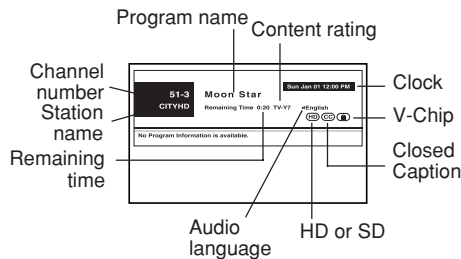 Program name
Content rating
Channel
number
Station
name
Remaining
time
51-3
CITYHD
Moon Star
Remaining Time 0:20 TV-Y7
Sun Jan 01 12:00 PM
English
HD CC
No Program Information is available.
Clock
V-Chip
Closed
Caption
Audio
language
HD or SD